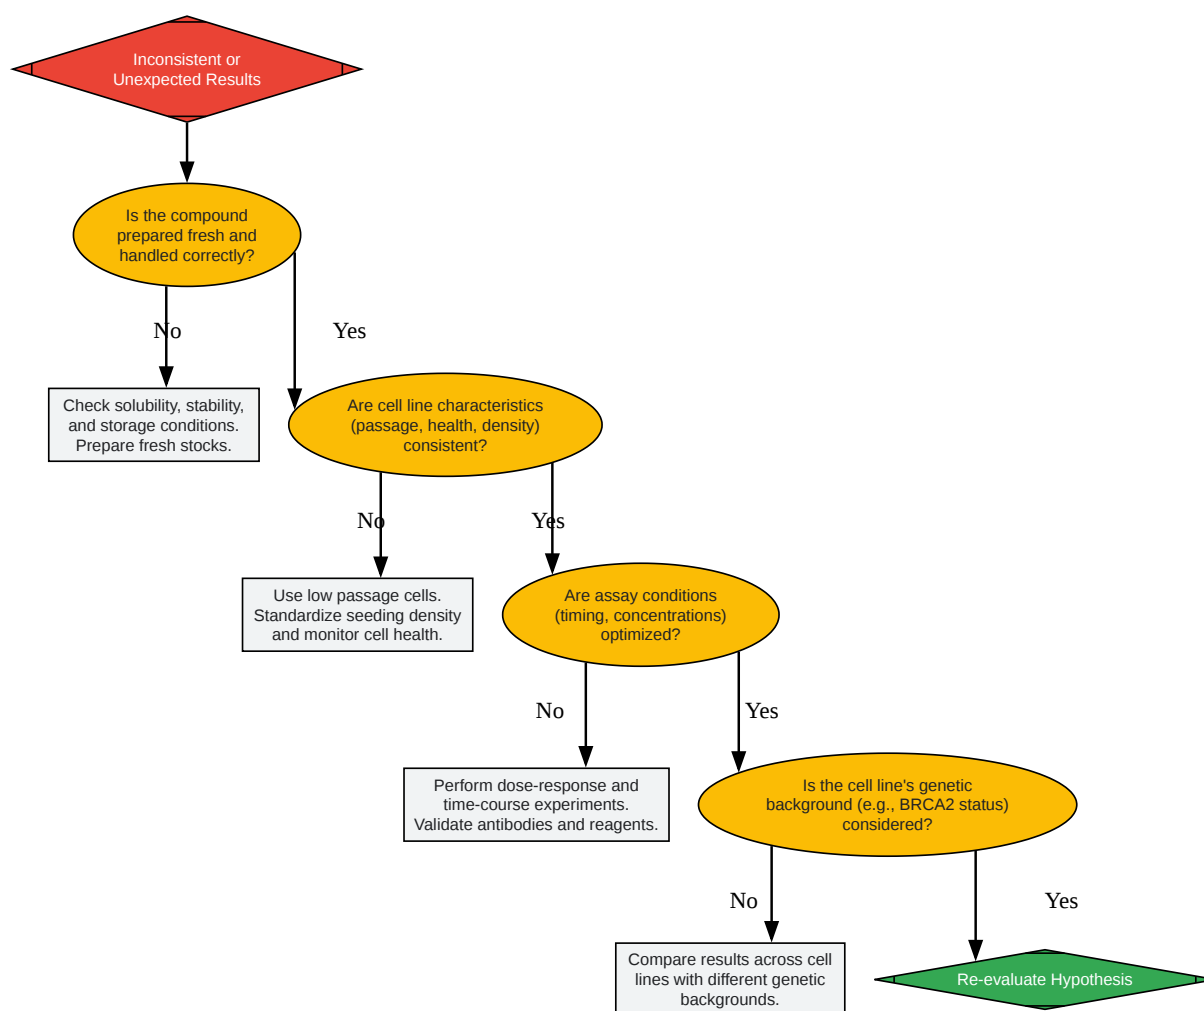 Inconsistent or
Unexpected Results
Is the compound
prepared fresh and
handled correctly?
No
Yes
Check solubility, stability,
and storage conditions.
Prepare fresh stocks.
Are cell line characteristics
(passage, health, density)
consistent?
No
Yes
Use low passage cells.
Standardize seeding density
and monitor cell health.
Are assay conditions
(timing, concentrations)
optimized?
No
Yes
Perform dose-response and
time-course experiments.
Validate antibodies and reagents.
Is the cell line's genetic
background (e.g., BRCA2 status)
considered?
No
Yes
Compare results across cell
lines with different genetic
backgrounds.
Re-evaluate Hypothesis